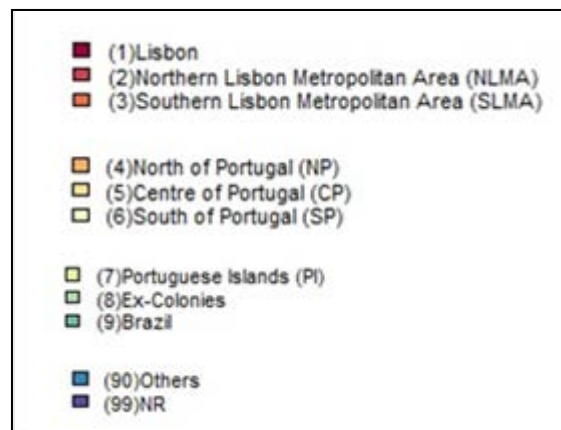 (1)Lisbon
(2)Northern Lisbon Metropolitan Area (NLMA)
(3)Southern Lisbon Metropolitan Area (SLMA)
(4)North of Portugal (NP)
(5)Centre of Portugal (CP)
(6)South of Portugal (SP)
(7)Portuguese Islands (PI)
(8)Ex-Colonies
(9)Brazil
(90)Others
(99)NR